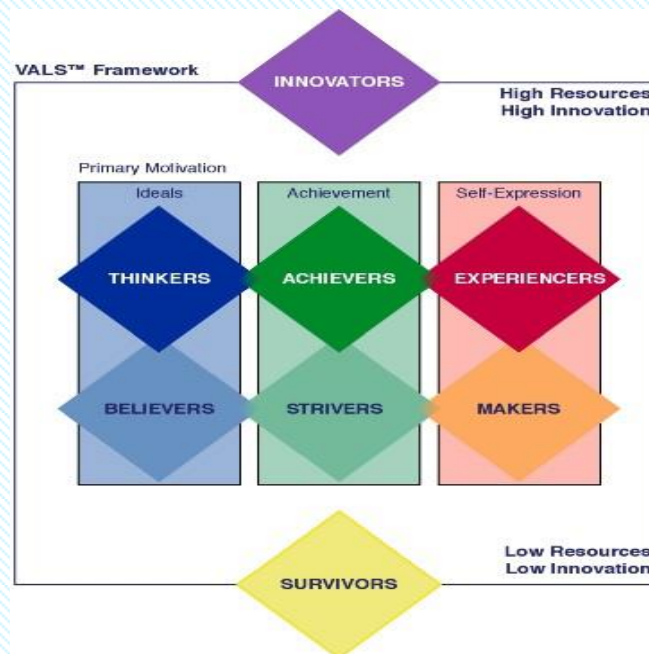 INNOVATORS
VALS™ Framework
High Resources
High Innovation
Primary Motivation
Ideals
Achievement
Self-Expression
THINKERS
ACHIEVERS
EXPERIENCERS
BELIEVERS
STRIVERS
MAKERS
Low Resources
Low Innovation
SURVIVORS